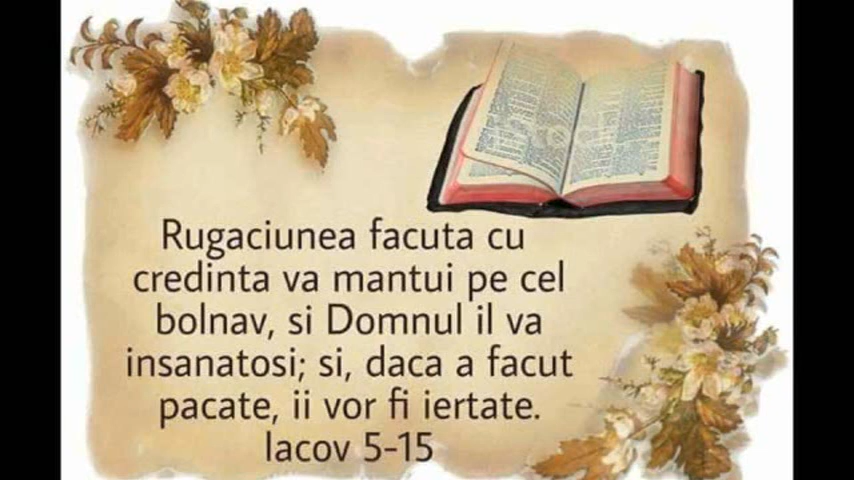 Rugaciunea facuta cu
credinta va mantui pe cel
bolnav, si Domnul il va
insanatosi; si, daca a facut
pacate, ii vor fi iertate.
Iacov 5-15